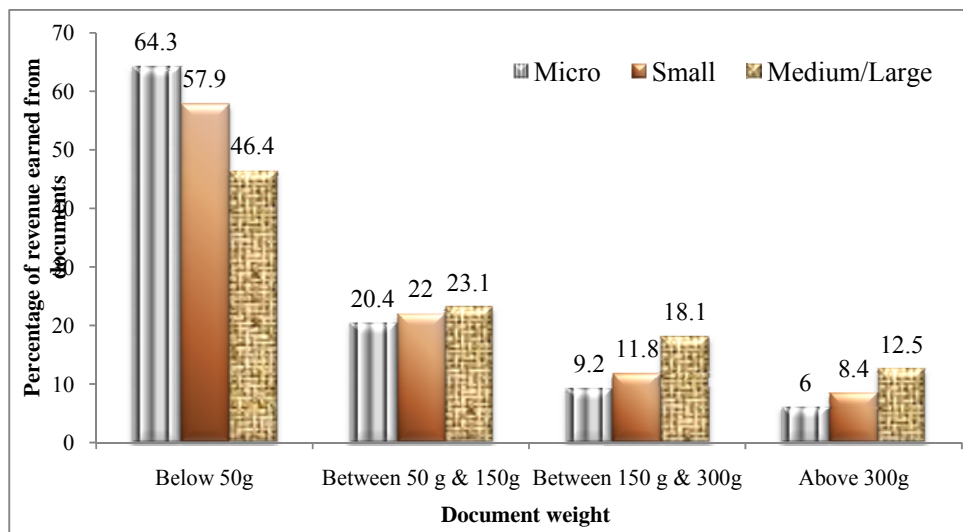 70
60
50
40
30
20
10
0
Percentage of revenue earned from
documents
Micro Small Medium/Large
64.3 57.9 46.4
20.4 22 23.1
9.2 11.8 18.1
6 8.4 12.5
Below 50g Between 50 g & 150g Between 150 g & 300g Above 300g
Document weight